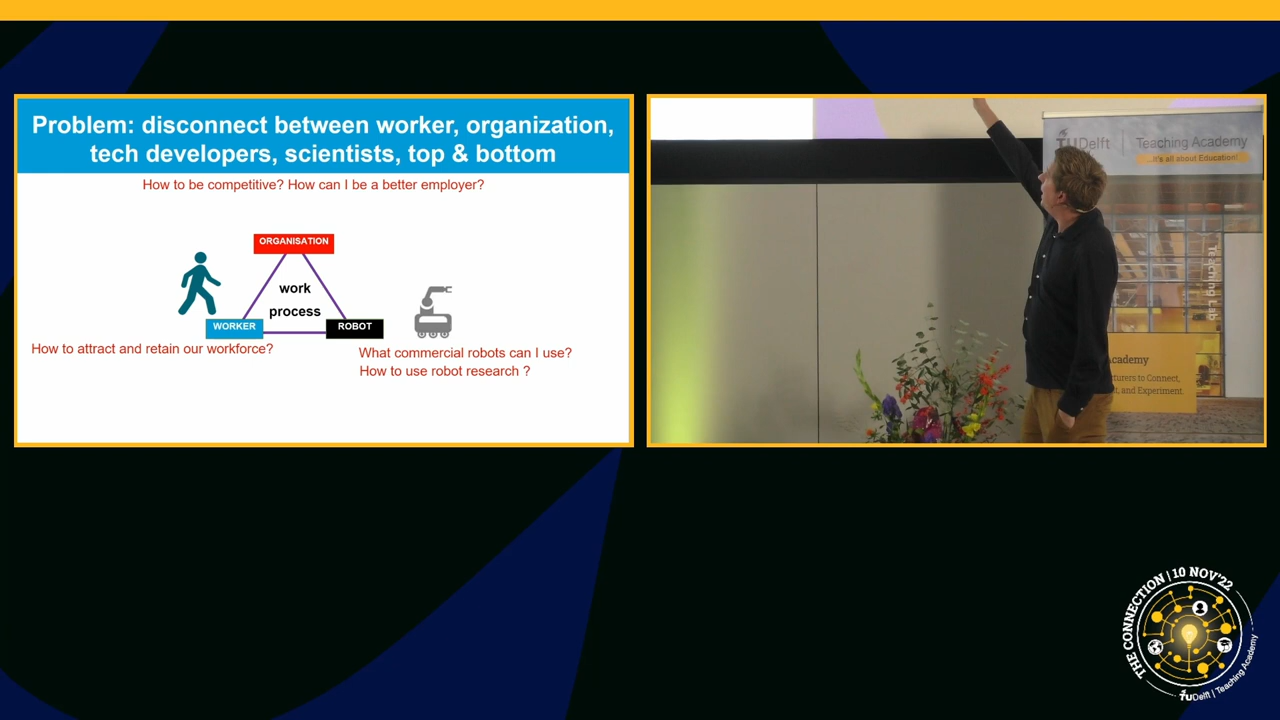 Problem: disconnect between worker, organization,
tech developers, scientists, top & bottom
How to be competitive? How can I be a better employer?
ORGANISATION
work
process
WORKER
ROBOT
How to attract and retain our workforce?
What commercial robots can I use?
How to use robot research ?
TUDelft | Teaching Academy
...it's all about Education!
Teaching Lab
Academy
turers to Connect,
t, and Experiment.
THE CONNECTION | 10 NOV'22
TUDelft | Teaching Academy